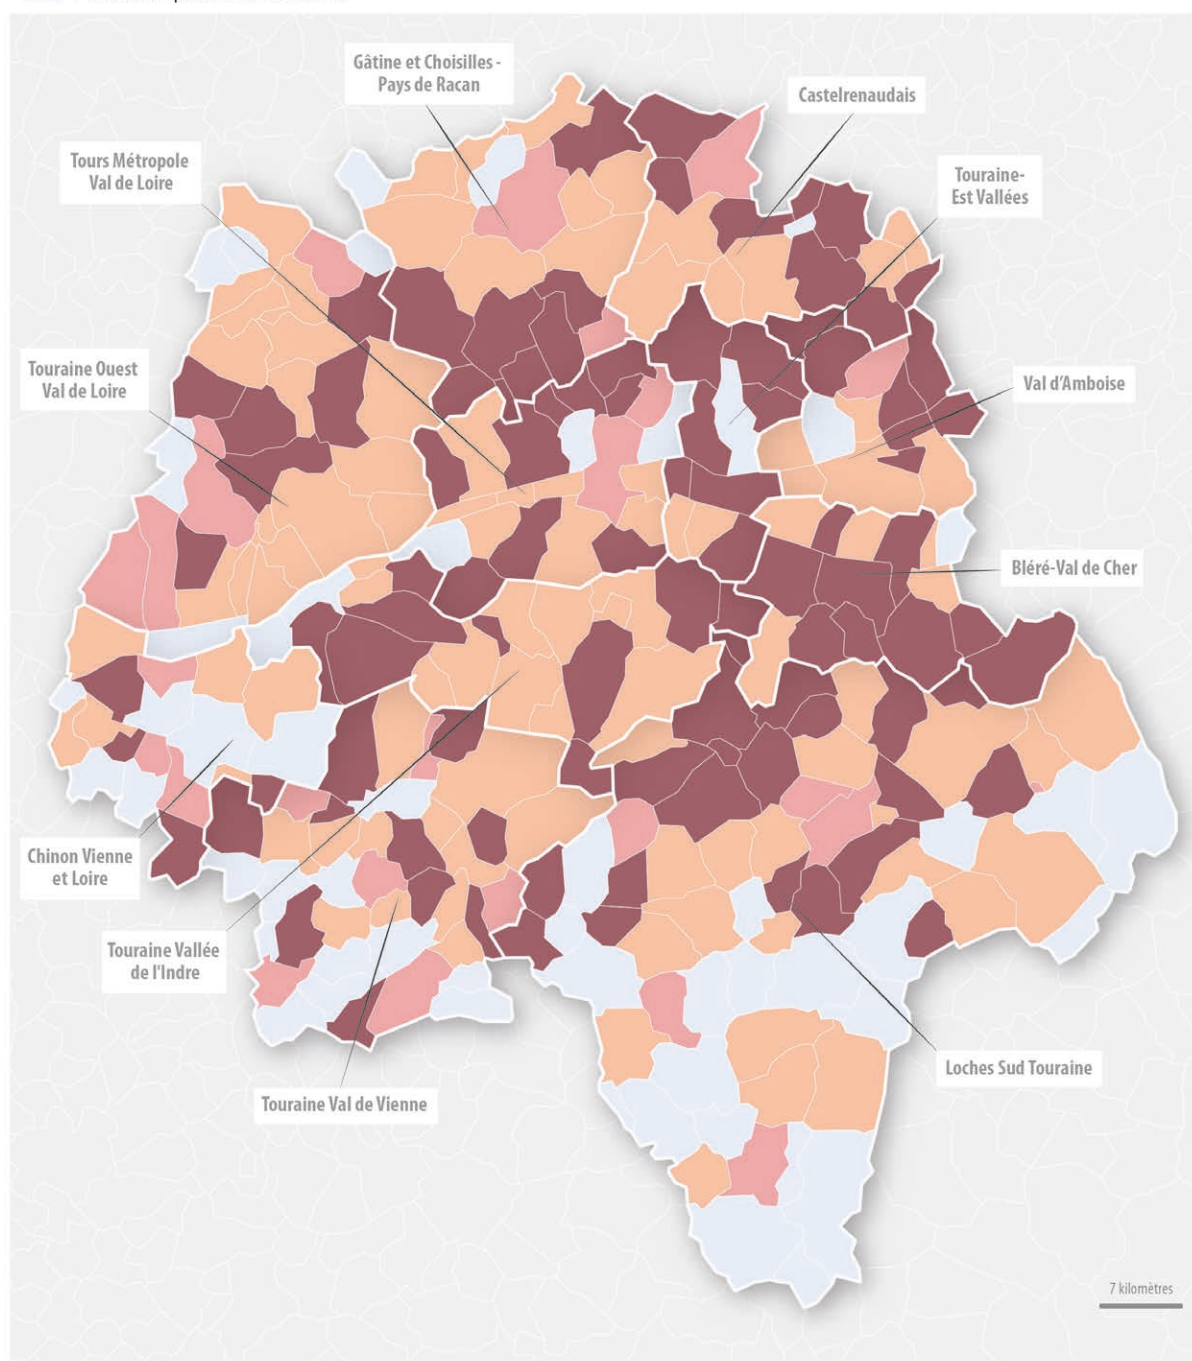 Gâtine et Choisilles -
Pays de Racan
Castelrenaudais
Tours Métropole
Val de Loire
Touraine-
Est Vallées
Touraine Ouest
Val de Loire
Val d'Amboise
Bléré-Val de Cher
Chinon Vienne
et Loire
Touraine Vallée
de l'Indre
Loches Sud Touraine
Touraine Val de Vienne
7 kilomètres